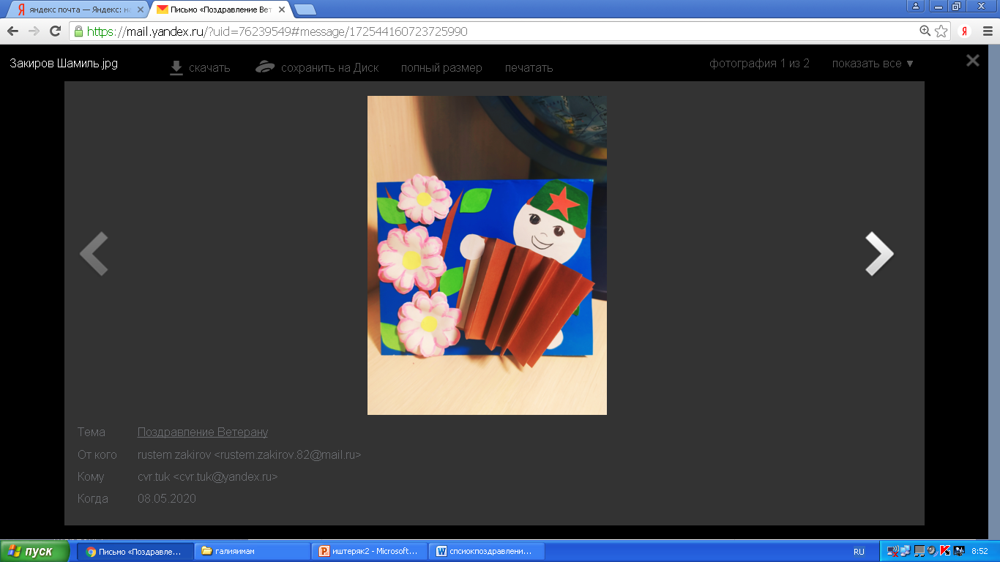 яндекс почта — Яндекс: на
Письмо «Поздравление Вет
https://mail.yandex.ru/?uid=76239549#message/172544160723725990
Закиров Шамиль.jpg
скачать
сохранить на Диск
полный размер
печатать
фотография 1 из 2
показать все ▼
Тема Поздравление Ветерану
От кого rustem zakirov <rustem.zakirov.82@mail.ru>
Кому cvr.tuk <cvr.tuk@yandex.ru>
Когда 08.05.2020
пуск
Письмо «Поздравле...
галияимам
иштеряк2 - Microsoft...
спсиокпоздравлени...
RU
8:52